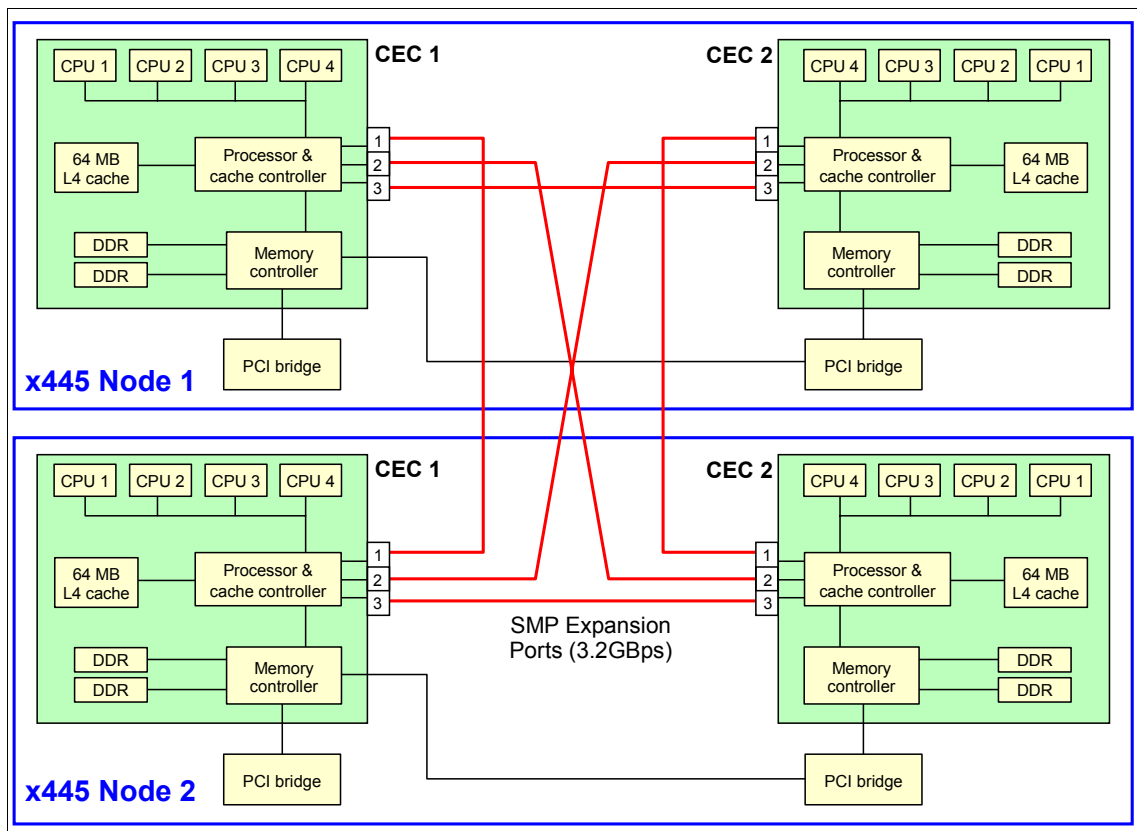 CEC 1
CPU 1 CPU 2 CPU 3 CPU 4
64 MB
L4 cache
Processor &
cache controller
1
2
3
DDR
DDR
Memory
controller
PCI bridge
CEC 2
CPU 4 CPU 3 CPU 2 CPU 1
1
2
3
Processor &
cache controller
64 MB
L4 cache
Memory
controller
DDR
DDR
PCI bridge
x445 Node 1
CEC 1
CPU 1 CPU 2 CPU 3 CPU 4
64 MB
L4 cache
Processor &
cache controller
1
2
3
DDR
DDR
Memory
controller
PCI bridge
SMP Expansion
Ports (3.2GBps)
CEC 2
CPU 4 CPU 3 CPU 2 CPU 1
1
2
3
Processor &
cache controller
64 MB
L4 cache
Memory
controller
DDR
DDR
PCI bridge
x445 Node 2